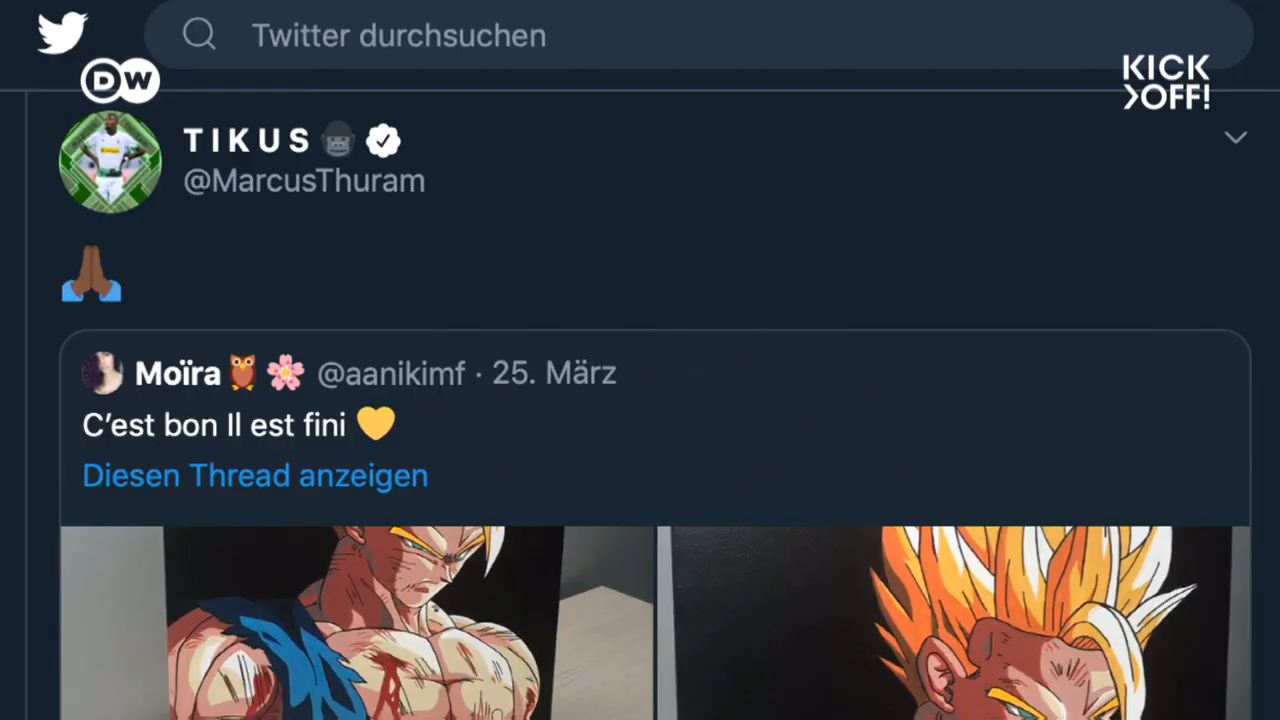 Twitter durchsuchen
DW
KICK
OFF!
TIKUS
@MarcusThuram
Moïra @aanikimf · 25. März
C'est bon Il est fini
Diesen Thread anzeigen